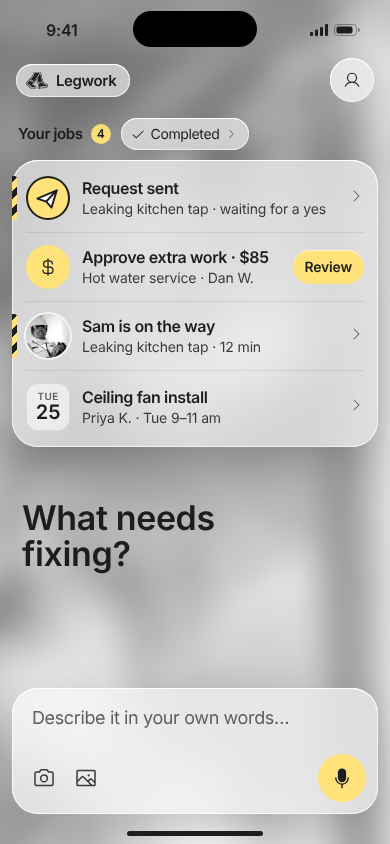 9:41
Legwork
Your jobs 4 Completed
Request sent
Leaking kitchen tap · waiting for a yes
Approve extra work · $85
Hot water service · Dan W.
Review
Sam is on the way
Leaking kitchen tap · 12 min
TUE
25
Ceiling fan install
Priya K. · Tue 9–11 am
What needs
fixing?
Describe it in your own words...